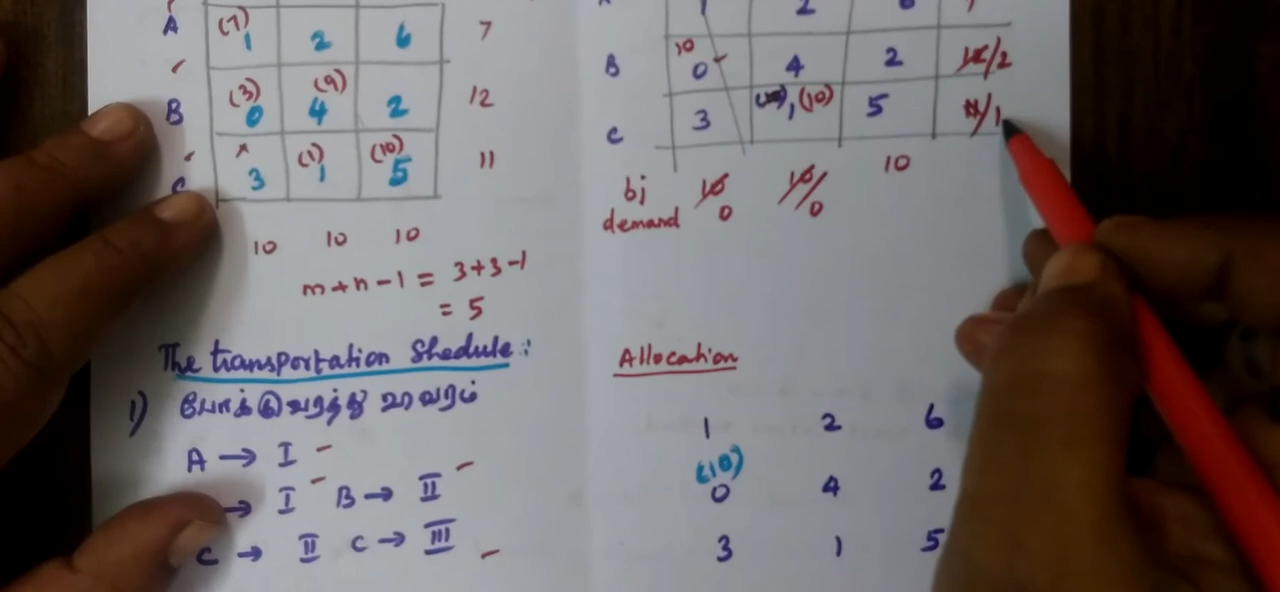 A (7) 1 2 6 7
B (3) 0 (9) 4 2 12
3 (1) 1 (10) 5 11
10 10 10
m+n-1 = 3+3-1
= 5
The transportation Shedule:
1) போக்குவரத்து விவரம்
A → I
→ I B → II
C → II C → III
2
B 10 0 4 2 12/2
C 3 , (10) 5 11/1
bj 10 10 10
demand 0 0
Allocation
1 2 6
(10)
0 4 2
3 1 5